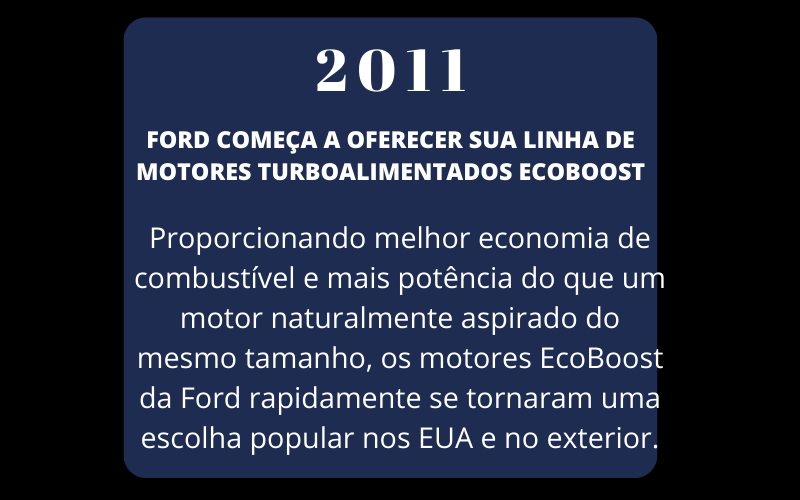 2011
FORD COMEÇA A OFERECER SUA LINHA DE
MOTORES TURBOALIMENTADOS ECOBOOST
Proporcionando melhor economia de
combustível e mais potência do que um
motor naturalmente aspirado do
mesmo tamanho, os motores EcoBoost
da Ford rapidamente se tornaram uma
escolha popular nos EUA e no exterior.